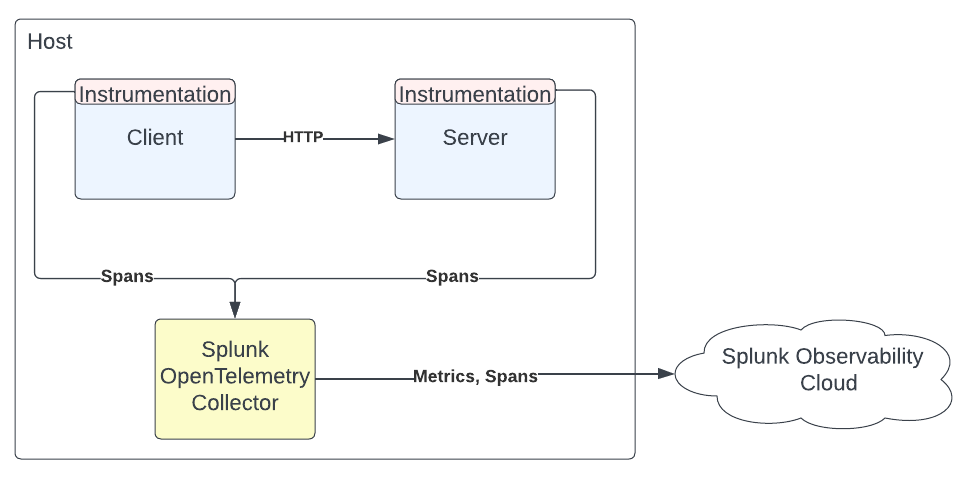 Host
Instrumentation
Client
HTTP
Instrumentation
Server
Spans
Spans
Splunk
OpenTelemetry
Collector
Metrics, Spans
Splunk Observability
Cloud